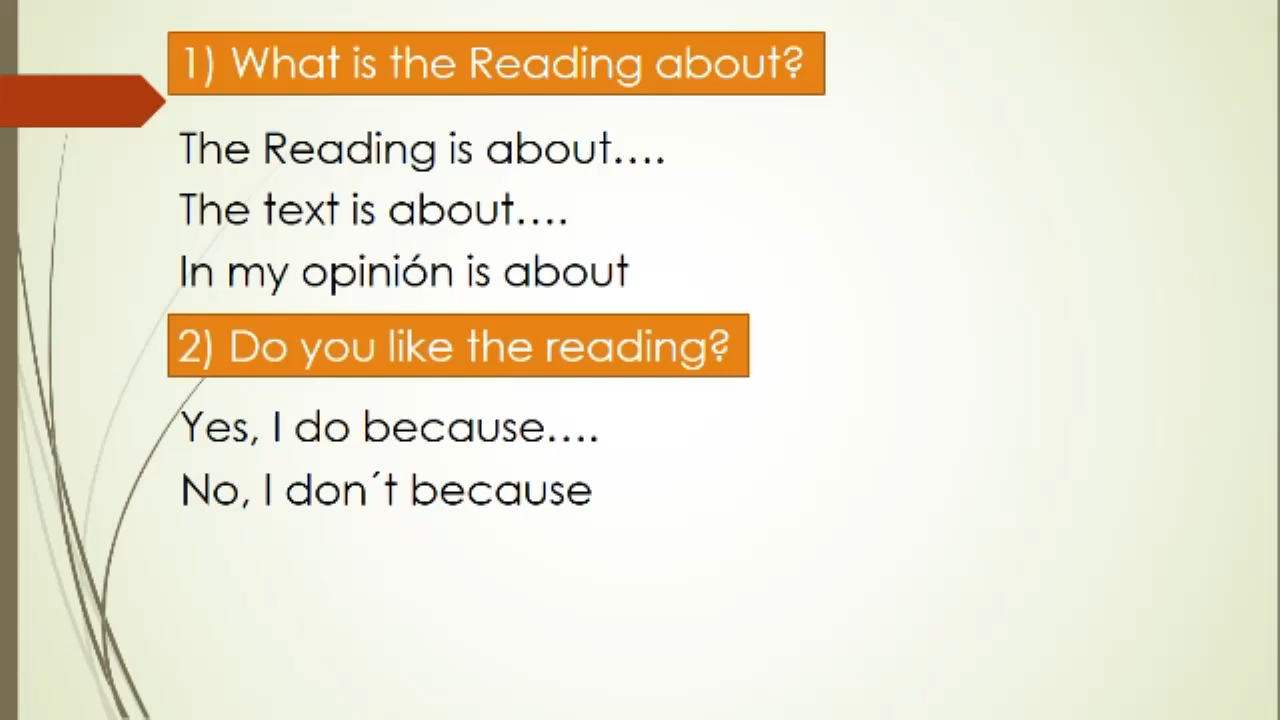 1) What is the Reading about?
The Reading is about....
The text is about....
In my opinión is about
2) Do you like the reading?
Yes, I do because....
No, I don´t because